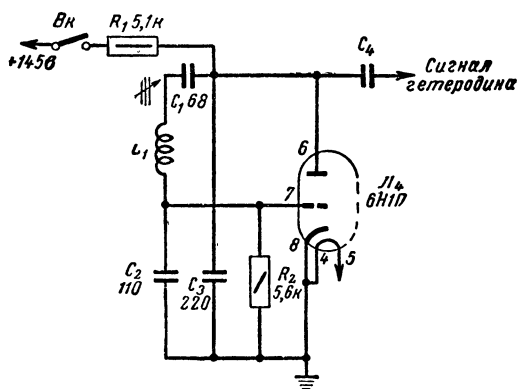 Вк
R₁ 5,1к
+145в
C₁ 68
C₄
Сигнал
гетеродина
L₁
6
Л₄
6Н1П
7
8
4
5
C₂
110
C₃
220
R₂
5,6к